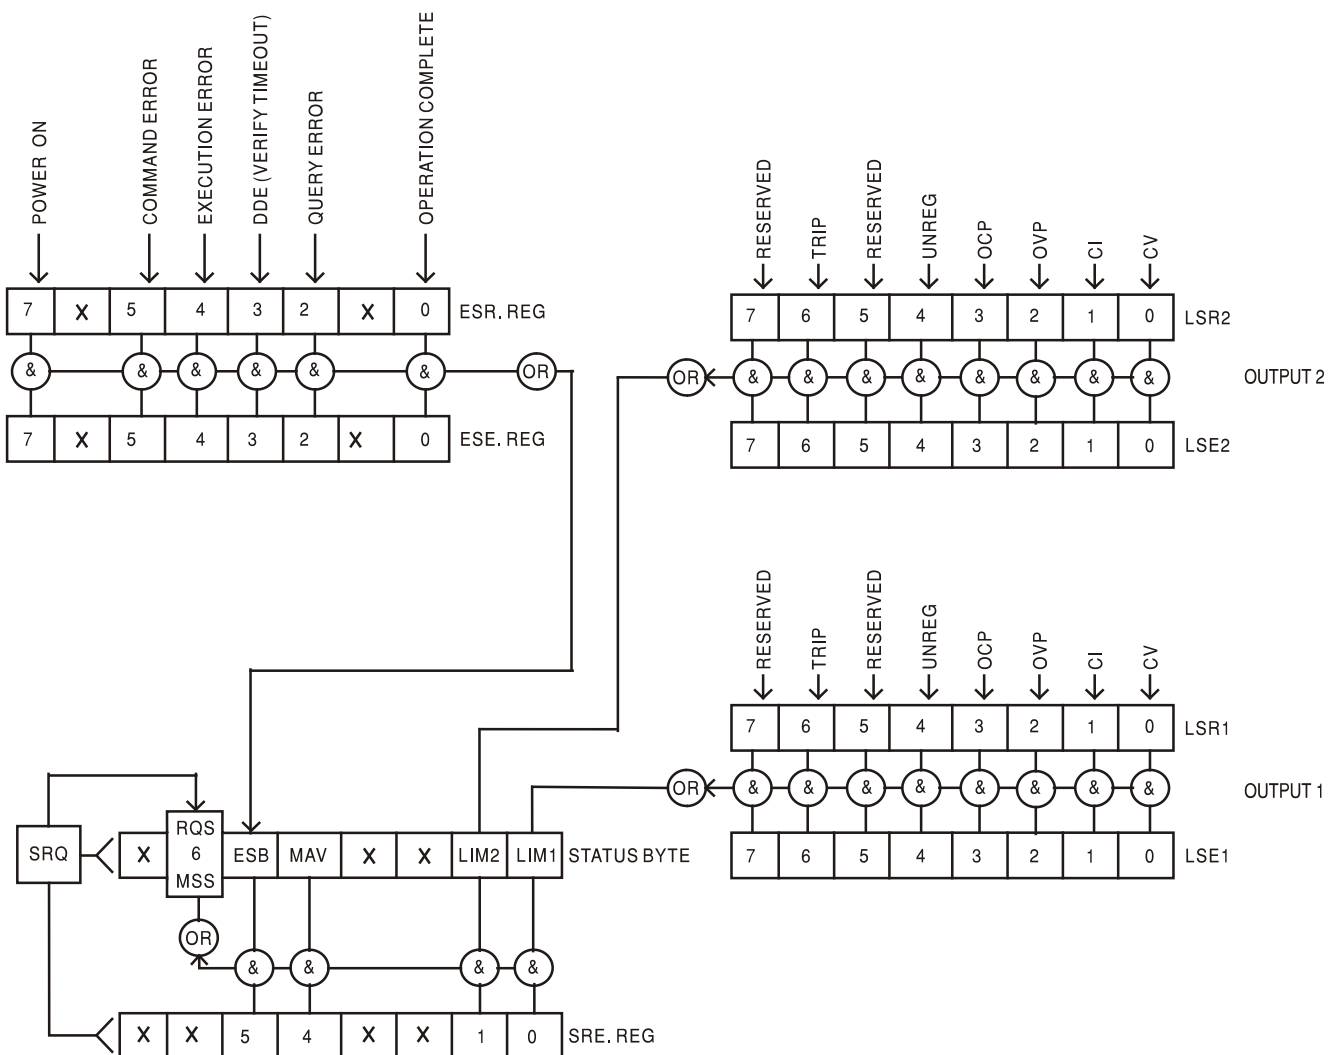 POWER ON
COMMAND ERROR
EXECUTION ERROR
DDE (VERIFY TIMEOUT)
QUERY ERROR
OPERATION COMPLETE
7 X 5 4 3 2 X 0 ESR. REG
& & & & & & OR
7 X 5 4 3 2 X 0 ESE. REG
RESERVED
TRIP
RESERVED
UNREG
OCP
OVP
CI
CV
7 6 5 4 3 2 1 0 LSR2
OR & & & & & & & & OUTPUT 2
7 6 5 4 3 2 1 0 LSE2
RESERVED
TRIP
RESERVED
UNREG
OCP
OVP
CI
CV
7 6 5 4 3 2 1 0 LSR1
OR & & & & & & & & OUTPUT 1
7 6 5 4 3 2 1 0 LSE1
SRQ
X
RQS
6
MSS
ESB MAV X X LIM2 LIM1 STATUS BYTE
OR
& & & &
X X 5 4 X X 1 0 SRE. REG